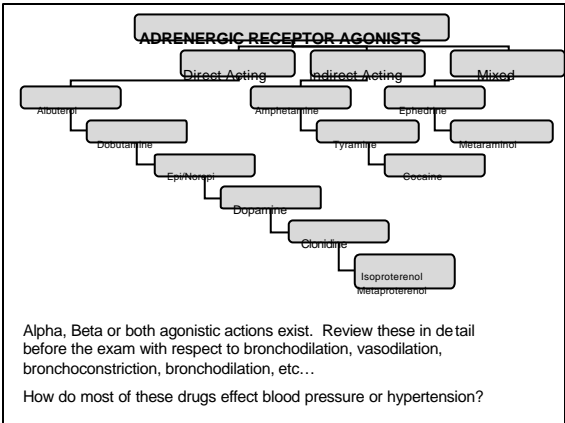 ADRENERGIC RECEPTOR AGONISTS
Direct Acting
Indirect Acting
Mixed
Albuterol
Amphetamine
Ephedrine
Dobutamine
Tyramine
Metaraminol
Epi/Norepi
Cocaine
Dopamine
Clonidine
Isoproterenol
Metaproterenol
Alpha, Beta or both agonistic actions exist. Review these in detail
before the exam with respect to bronchodilation, vasodilation,
bronchoconstriction, bronchodilation, etc…
How do most of these drugs effect blood pressure or hypertension?